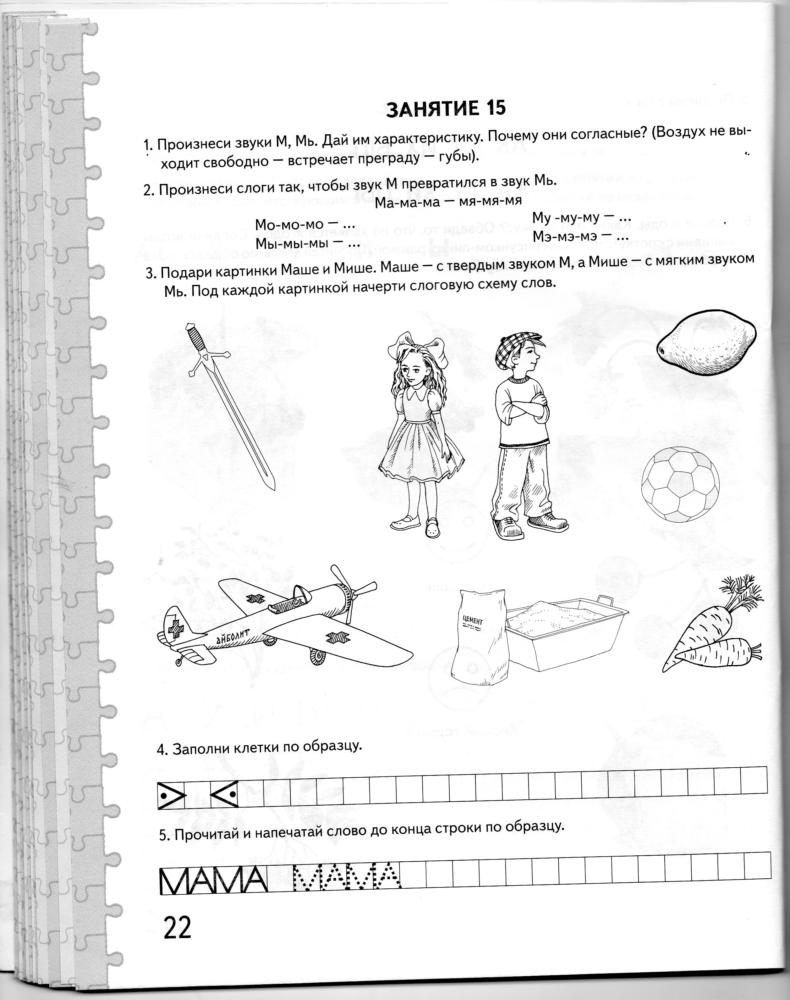 ЗАНЯТИЕ 15
1. Произнеси звуки М, Мь. Дай им характеристику. Почему они согласные? (Воздух не вы-
ходит свободно — встречает преграду — губы).
2. Произнеси слоги так, чтобы звук М превратился в звук Мь.
Ма-ма-ма — мя-мя-мя
Мо-мо-мо — ...
Му -му-му — ...
Мы-мы-мы — ...
Мэ-мэ-мэ — ...
3. Подари картинки Маше и Мише. Маше — с твердым звуком М, а Мише — с мягким звуком
Мь. Под каждой картинкой начерти слоговую схему слов.
АЙБОЛИТ
ЦЕМЕНТ
4. Заполни клетки по образцу.
5. Прочитай и напечатай слово до конца строки по образцу.
МАМА МАМА
22